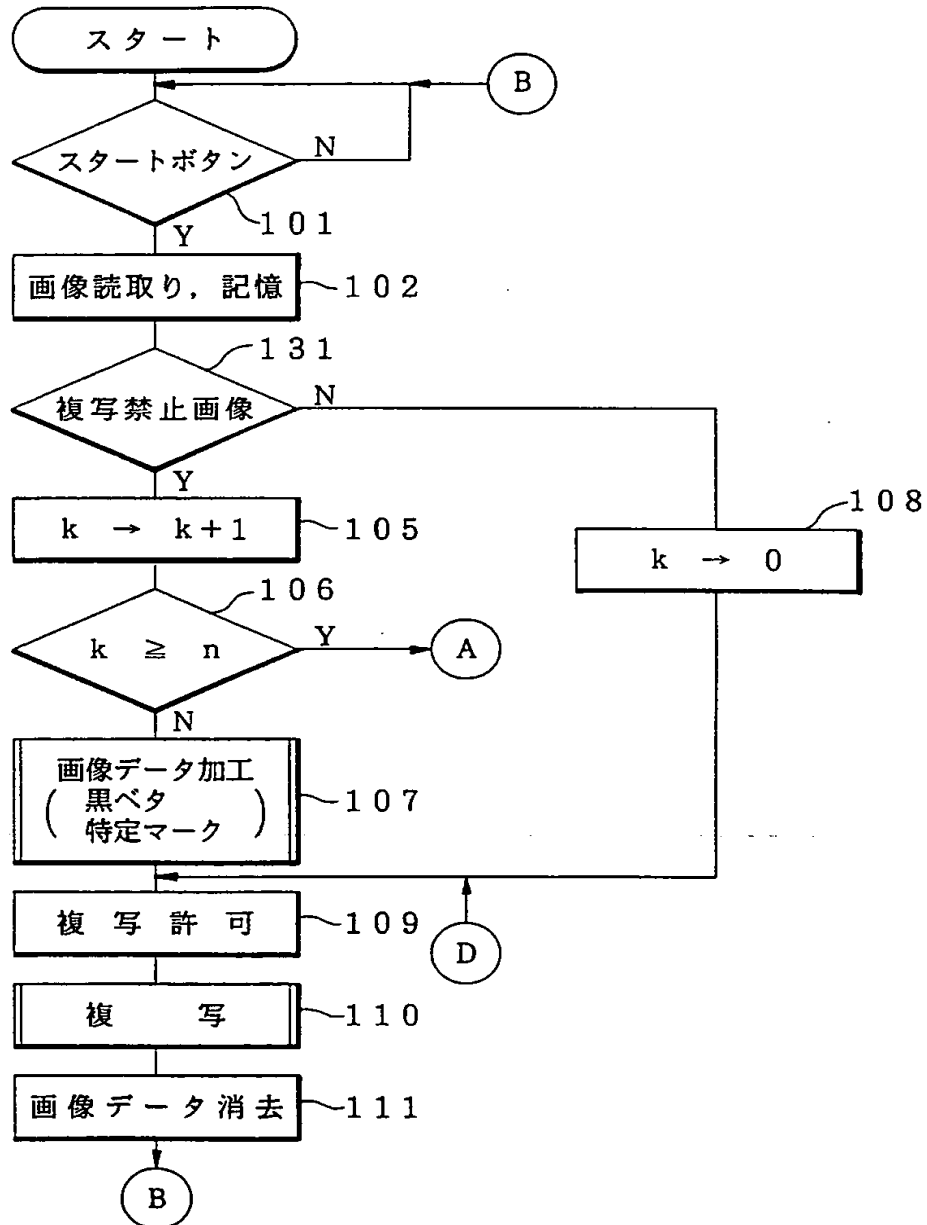 スタート
B
スタートボタン
N
101
Y
画像読取り，記憶
102
131
複写禁止画像
N
Y
k → k+1
105
108
k → 0
106
k ≧ n
Y
A
N
画像データ加工
(黒ベタ
特定マーク)
107
複写許可
109
D
複写
110
画像データ消去
111
B